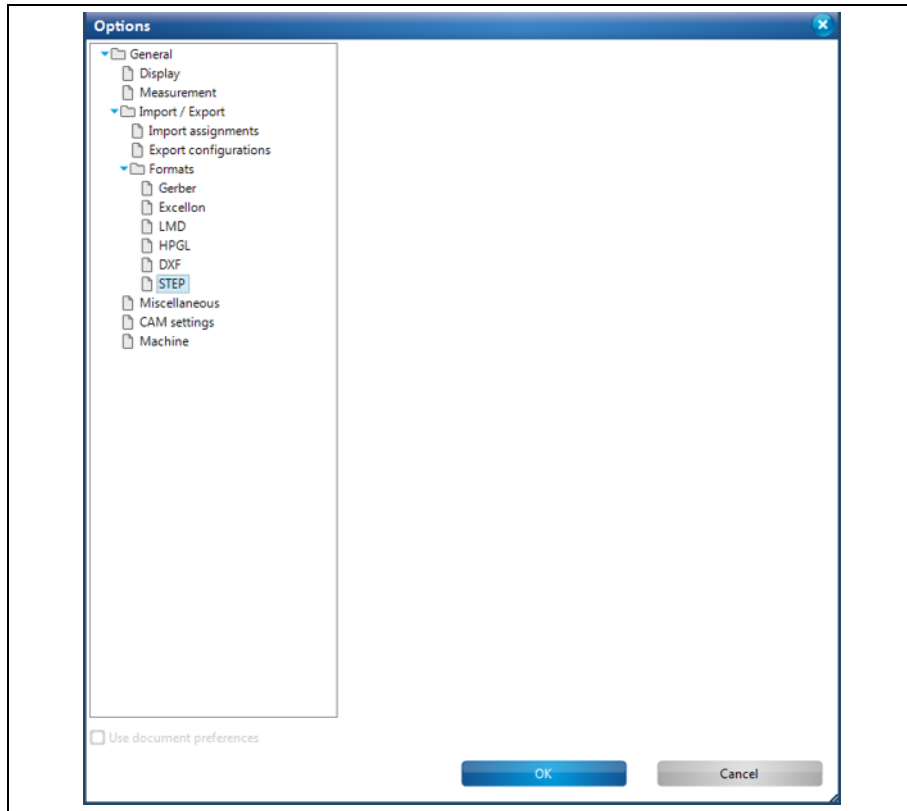 Options
General
Display
Measurement
Import / Export
Import assignments
Export configurations
Formats
Gerber
Excellon
LMD
HPGL
DXF
STEP
Miscellaneous
CAM settings
Machine
Use document preferences
OK Cancel